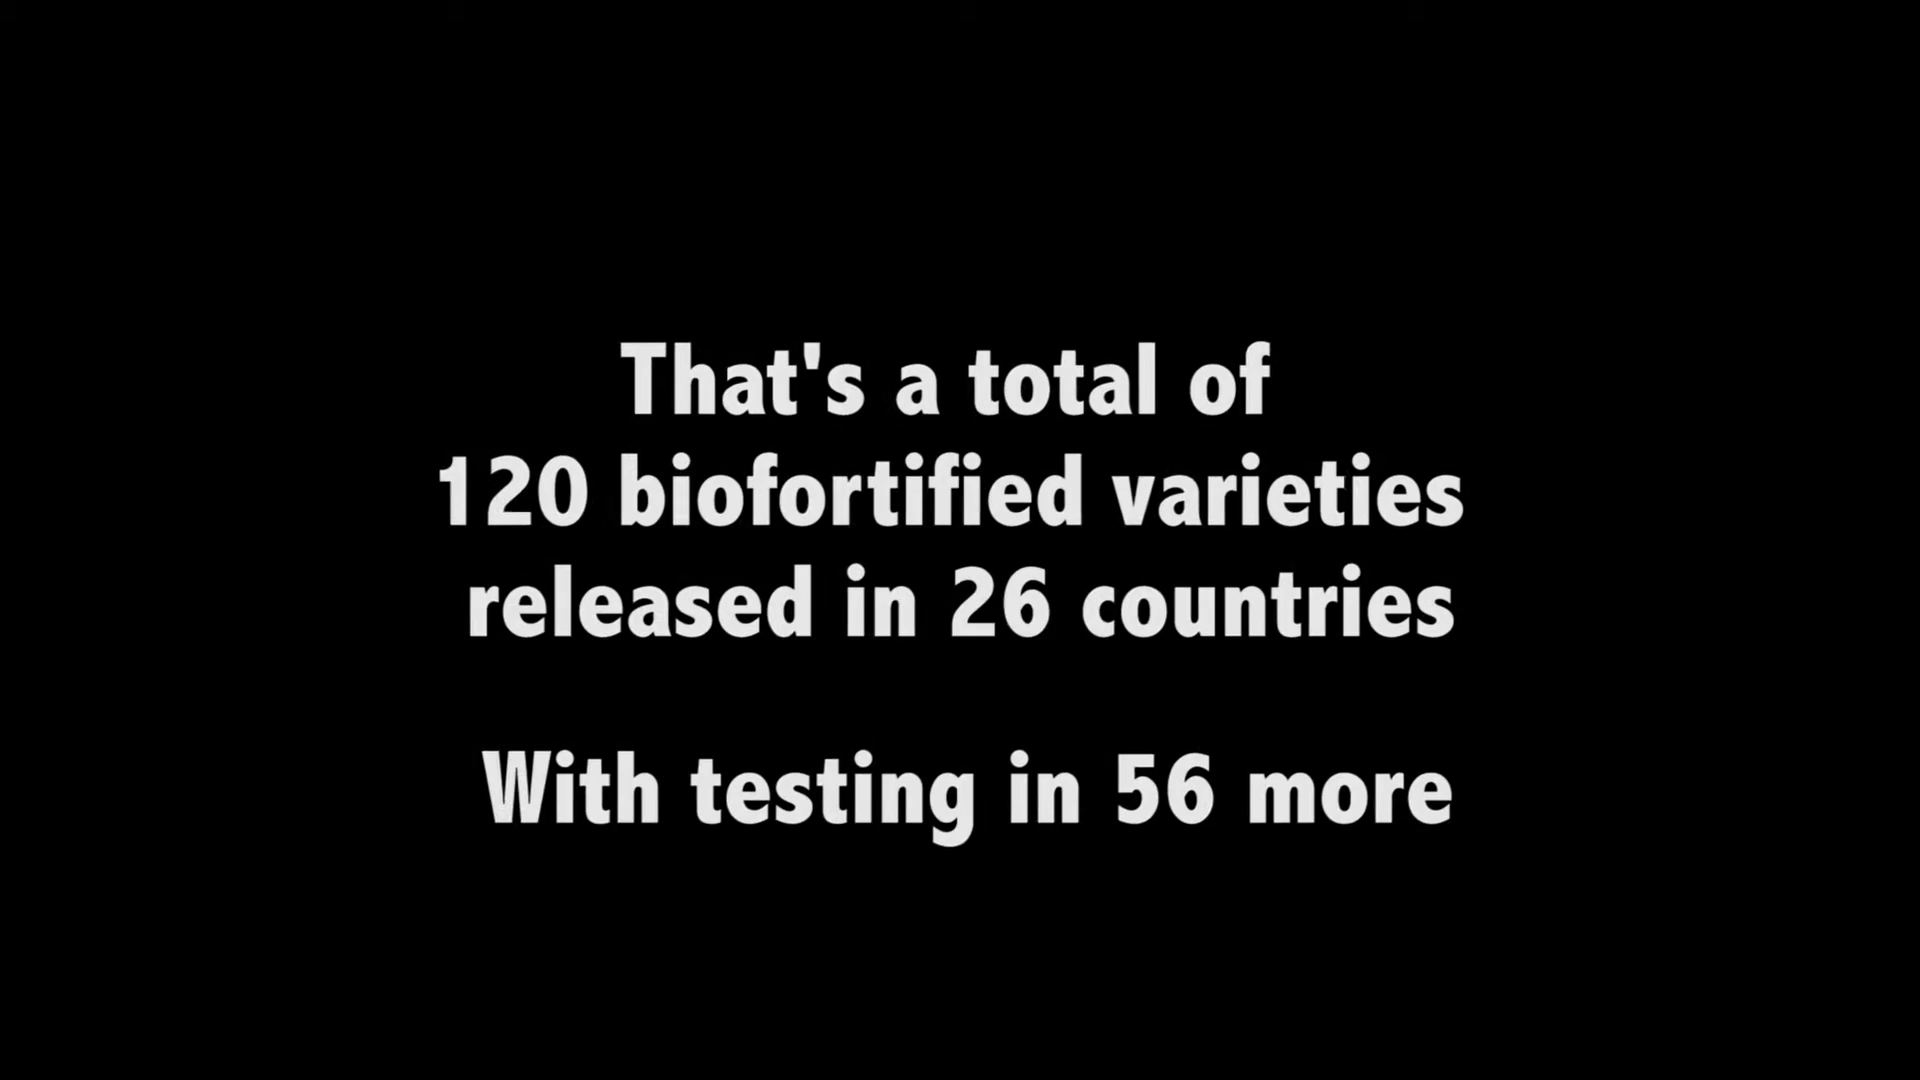 That's a total of
120 biofortified varieties
released in 26 countries
With testing in 56 more